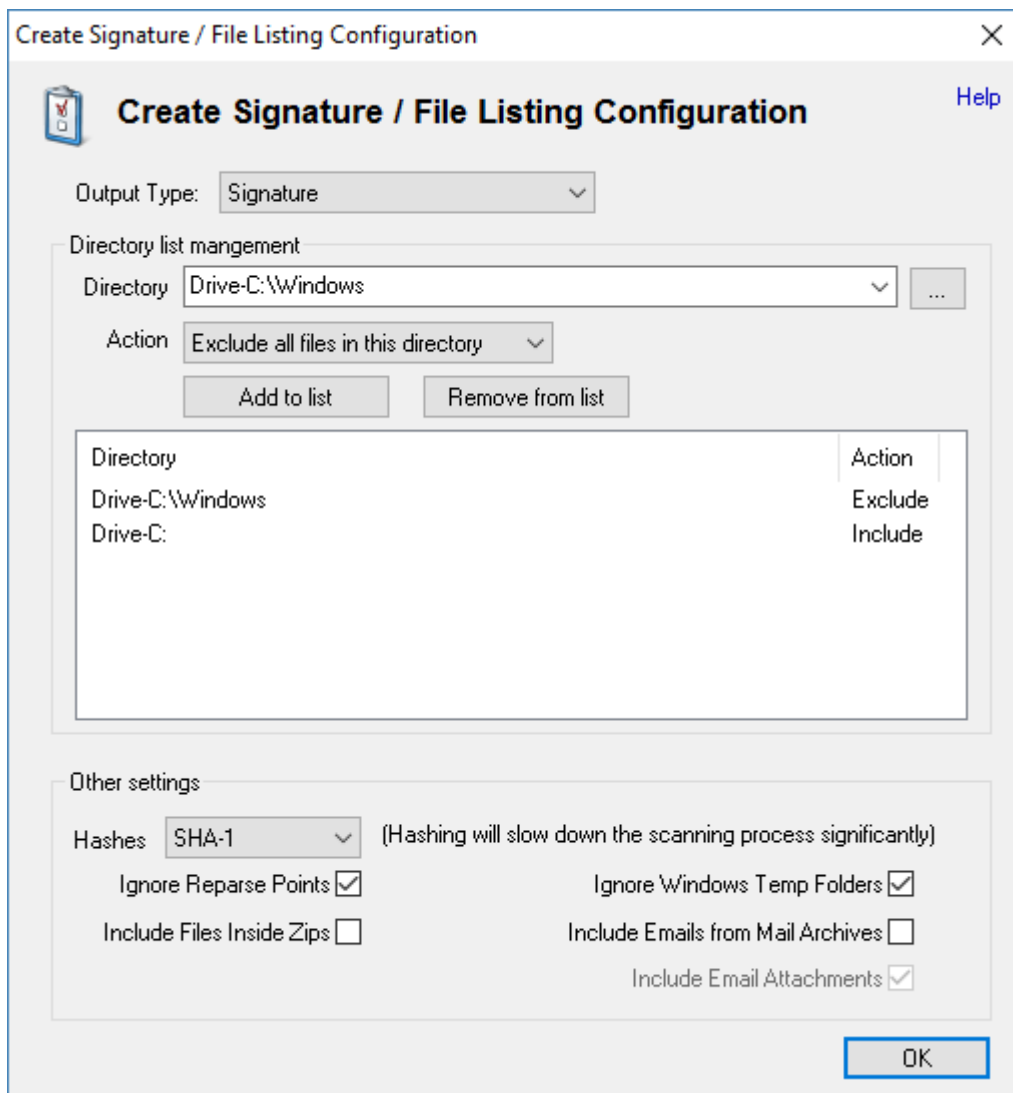 Create Signature / File Listing Configuration
Create Signature / File Listing Configuration
Help
Output Type: Signature
Directory list mangement
Directory Drive-C:\Windows ...
Action Exclude all files in this directory
Add to list Remove from list
Directory Action
Drive-C:\Windows Exclude
Drive-C: Include
Other settings
Hashes SHA-1 (Hashing will slow down the scanning process significantly)
Ignore Reparse Points Ignore Windows Temp Folders
Include Files Inside Zips Include Emails from Mail Archives
Include Email Attachments
OK